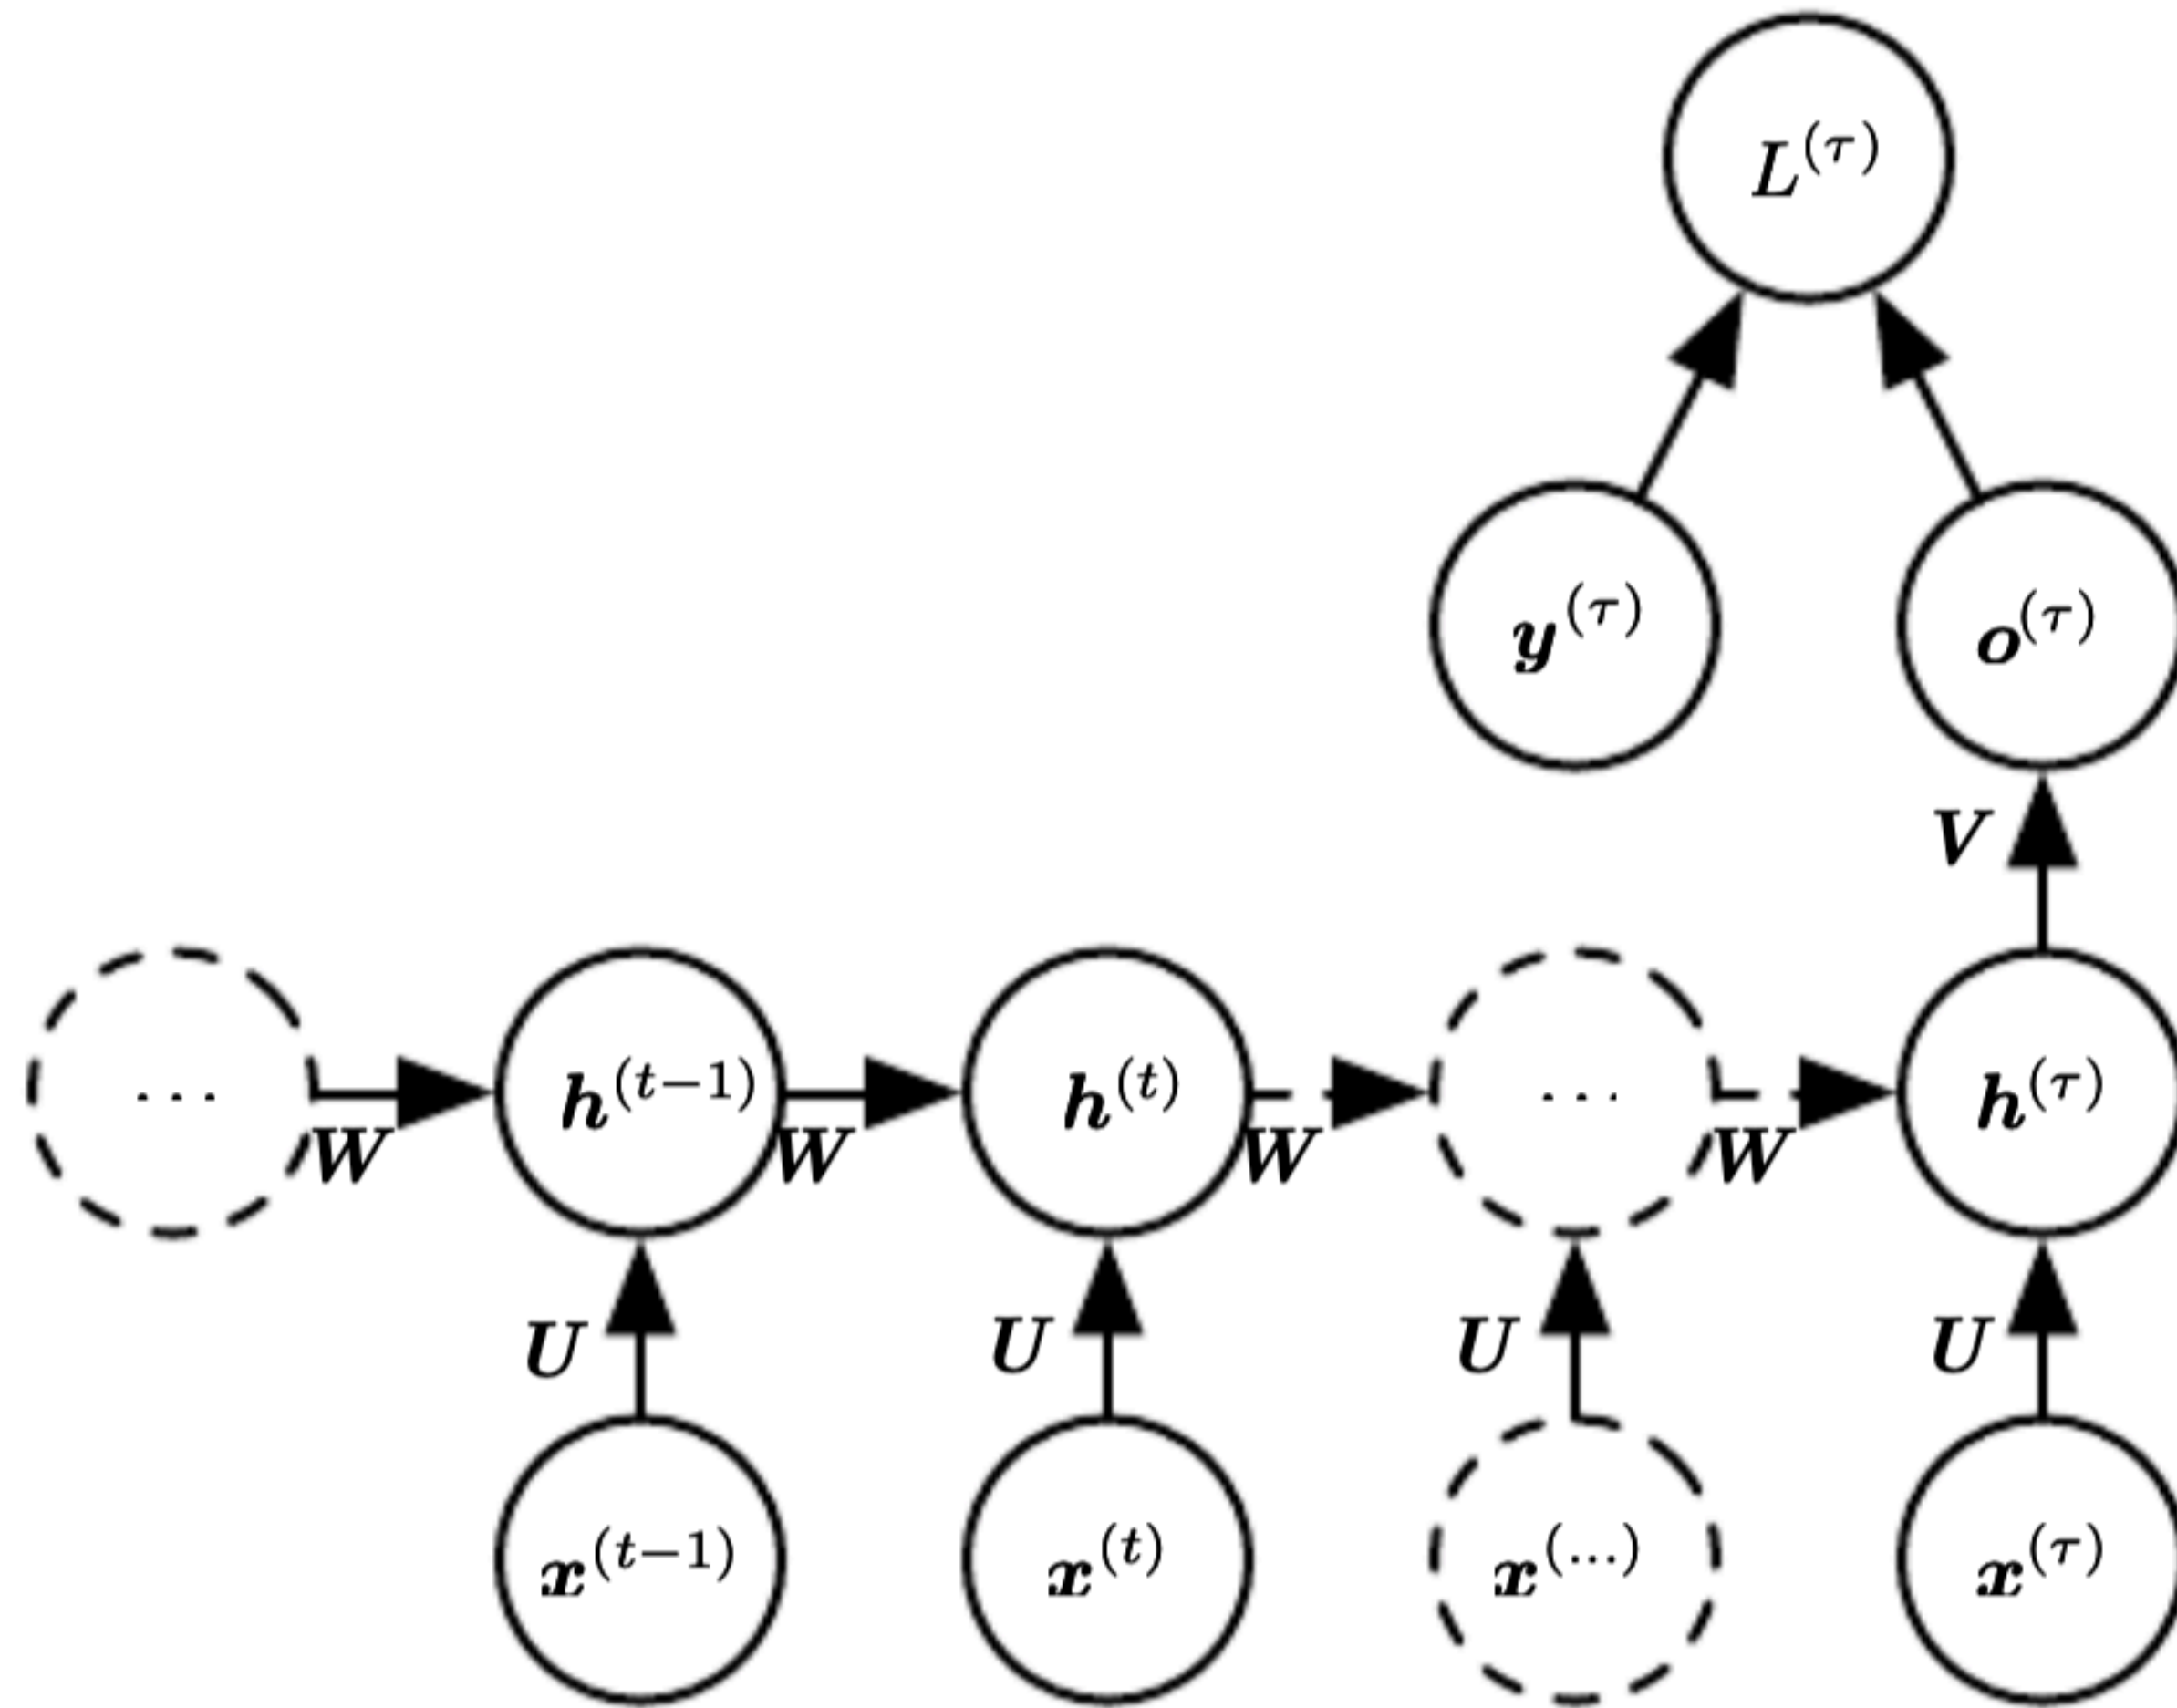 L^(τ)
y^(τ) o^(τ)
V
... h^(t−1) h^(t) ... h^(τ)
W W W W
U U U U
x^(t−1) x^(t) x^(...) x^(τ)